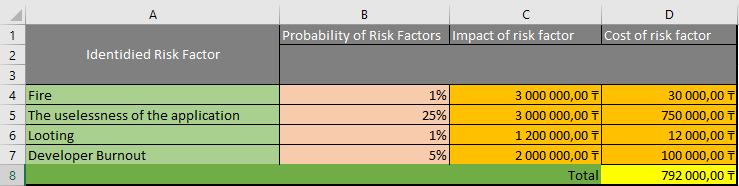 A B C D
1 Identidied Risk Factor Probability of Risk Factors Impact of risk factor Cost of risk factor
2
3
4 Fire 1% 3 000 000,00 ₸ 30 000,00 ₸
5 The uselessness of the application 25% 3 000 000,00 ₸ 750 000,00 ₸
6 Looting 1% 1 200 000,00 ₸ 12 000,00 ₸
7 Developer Burnout 5% 2 000 000,00 ₸ 100 000,00 ₸
8 Total 792 000,00 ₸